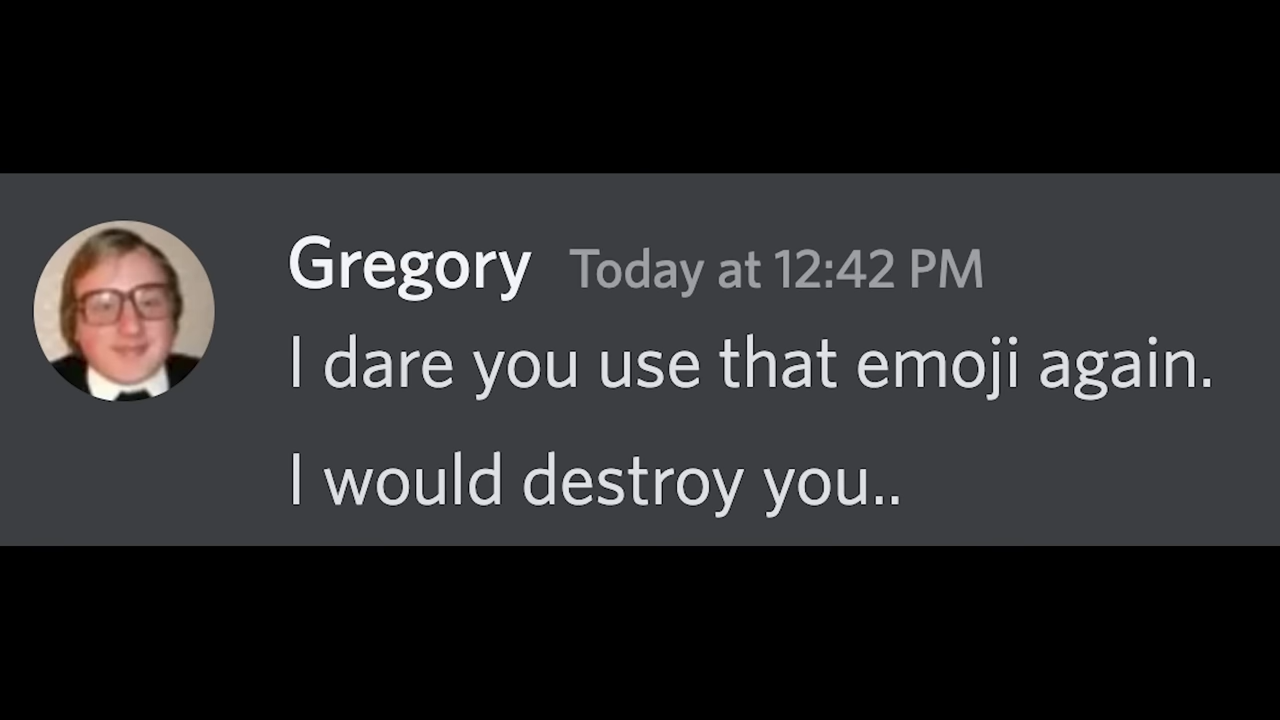 Gregory Today at 12:42 PM
I dare you use that emoji again.
I would destroy you..